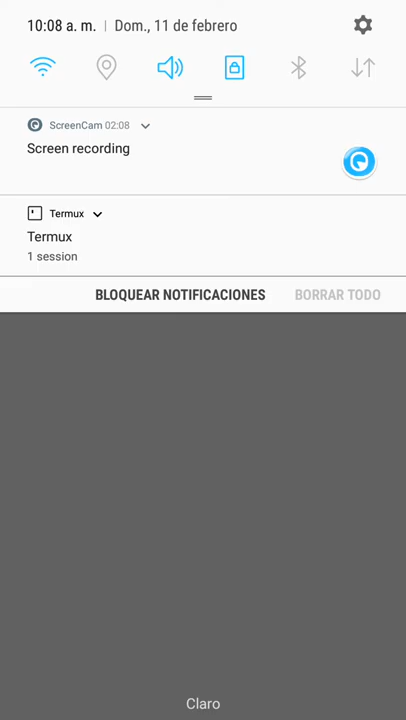 10:08 a. m. | Dom., 11 de febrero
ScreenCam 02:08
Screen recording
Termux
Termux
1 session
BLOQUEAR NOTIFICACIONES BORRAR TODO
Claro